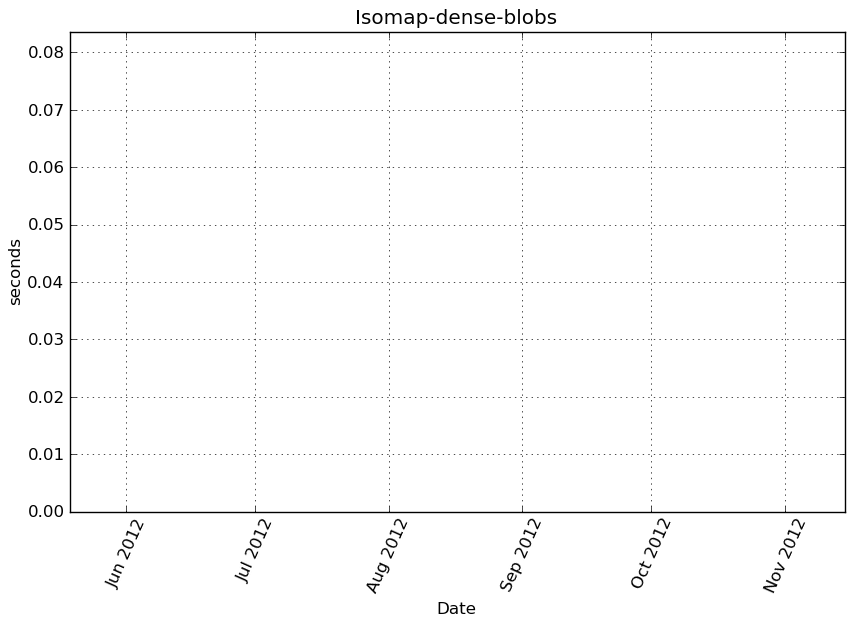 Isomap-dense-blobs
0.08
0.07
0.06
0.05
0.04
0.03
0.02
0.01
0.00
seconds
Jun 2012
Jul 2012
Aug 2012
Sep 2012
Oct 2012
Nov 2012
Date